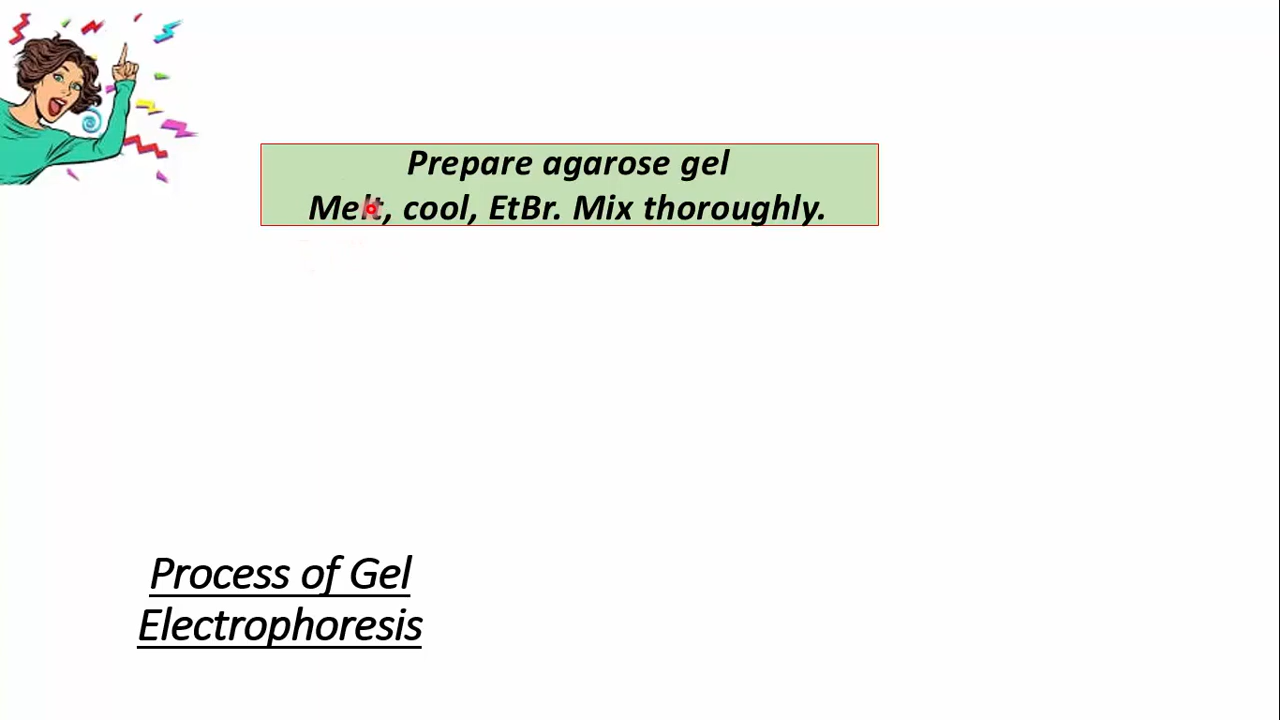 Prepare agarose gel
Melt, cool, EtBr. Mix thoroughly.
Process of Gel
Electrophoresis